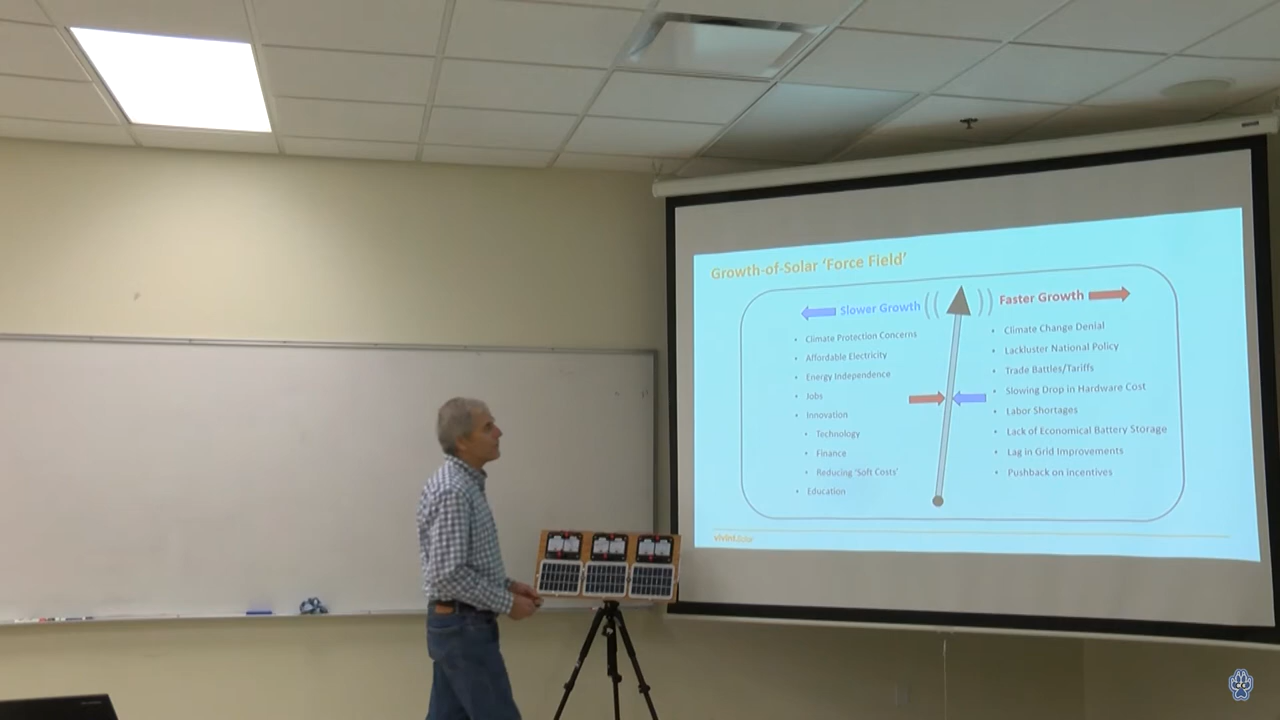 Growth-of-Solar 'Force Field'
Slower Growth
Faster Growth
• Climate Protection Concerns
• Affordable Electricity
• Energy Independence
• Jobs
• Innovation
• Technology
• Finance
• Reducing 'Soft Costs'
• Education
• Climate Change Denial
• Lackluster National Policy
• Trade Battles/Tariffs
• Slowing Drop in Hardware Cost
• Labor Shortages
• Lack of Economical Battery Storage
• Lag in Grid Improvements
• Pushback on incentives
vivint.Solar